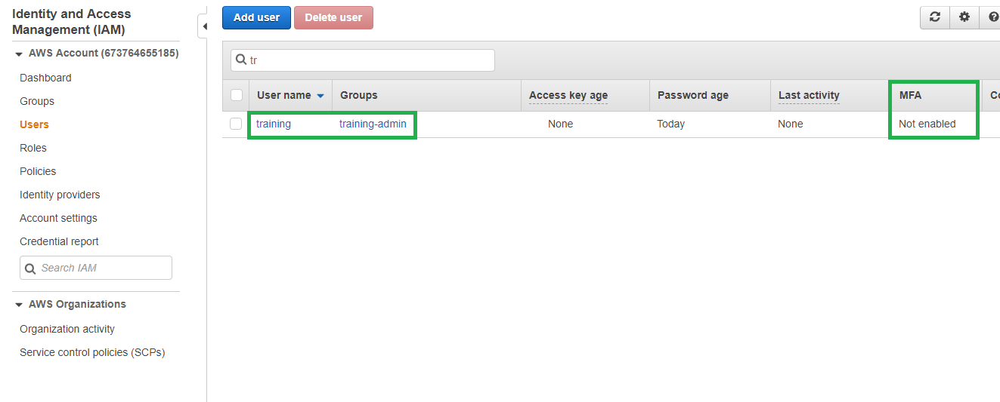 Identity and Access
Management (IAM)
AWS Account (673764655185)
Dashboard
Groups
Users
Roles
Policies
Identity providers
Account settings
Credential report
Search IAM
AWS Organizations
Organization activity
Service control policies (SCPs)
Add user Delete user
tr
User name Groups Access key age Password age Last activity MFA
training training-admin None Today None Not enabled